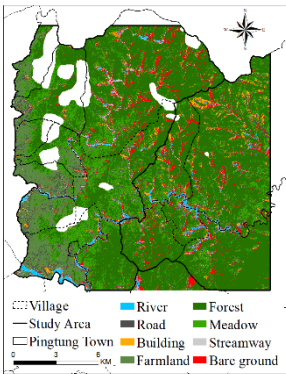 N
W E
S
Village River Forest
Study Area Road Meadow
Pingtung Town Building Streamway
Farmland Bare ground
0 3 6
KM